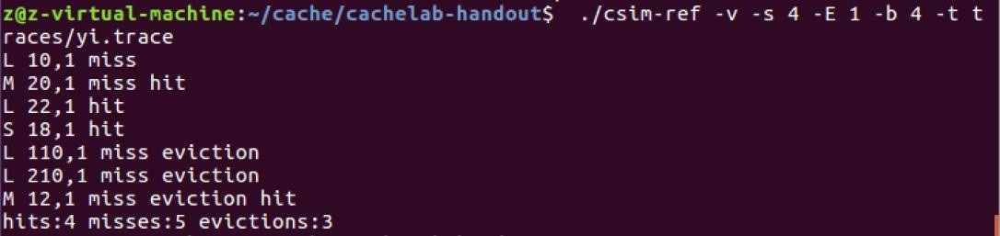 z@z-virtual-machine:~/cache/cachelab-handout$ ./csim-ref -v -s 4 -E 1 -b 4 -t t
races/yi.trace
L 10,1 miss
M 20,1 miss hit
L 22,1 hit
S 18,1 hit
L 110,1 miss eviction
L 210,1 miss eviction
M 12,1 miss eviction hit
hits:4 misses:5 evictions:3